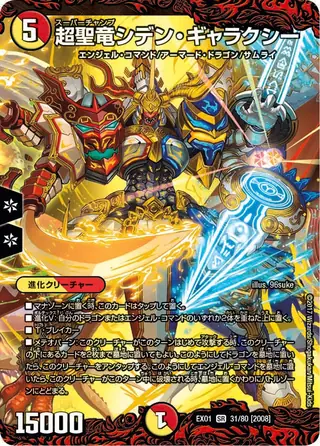 5
スーパーチャンプ
超聖竜シデン・ギャラクシー
エンジェル・コマンド/アーマード・ドラゴン/サムライ
illus. 96suke
進化クリーチャー
■マナゾーンに置く時、このカードはタップして置く。
自分のドラゴンまたはエンジェル・コマンドのいずれか2体を重ねた上に置く。
■T・ブレイカー
■メテオバーン:このクリーチャーがこのターンはじめて攻撃する時、このクリーチャー
の下にあるカードを2枚まで墓地に置いてもよい。このようにしてドラゴンを墓地に置い
たら、このクリーチャーをアンタップする。このようにしてエンジェル・コマンドを墓地に置い
たら、このクリーチャーがこのターン中に破壊される時、墓地に置くかわりにバトルゾー
ンにとどまる。
15000
EX01 SR 31/80 [2008]